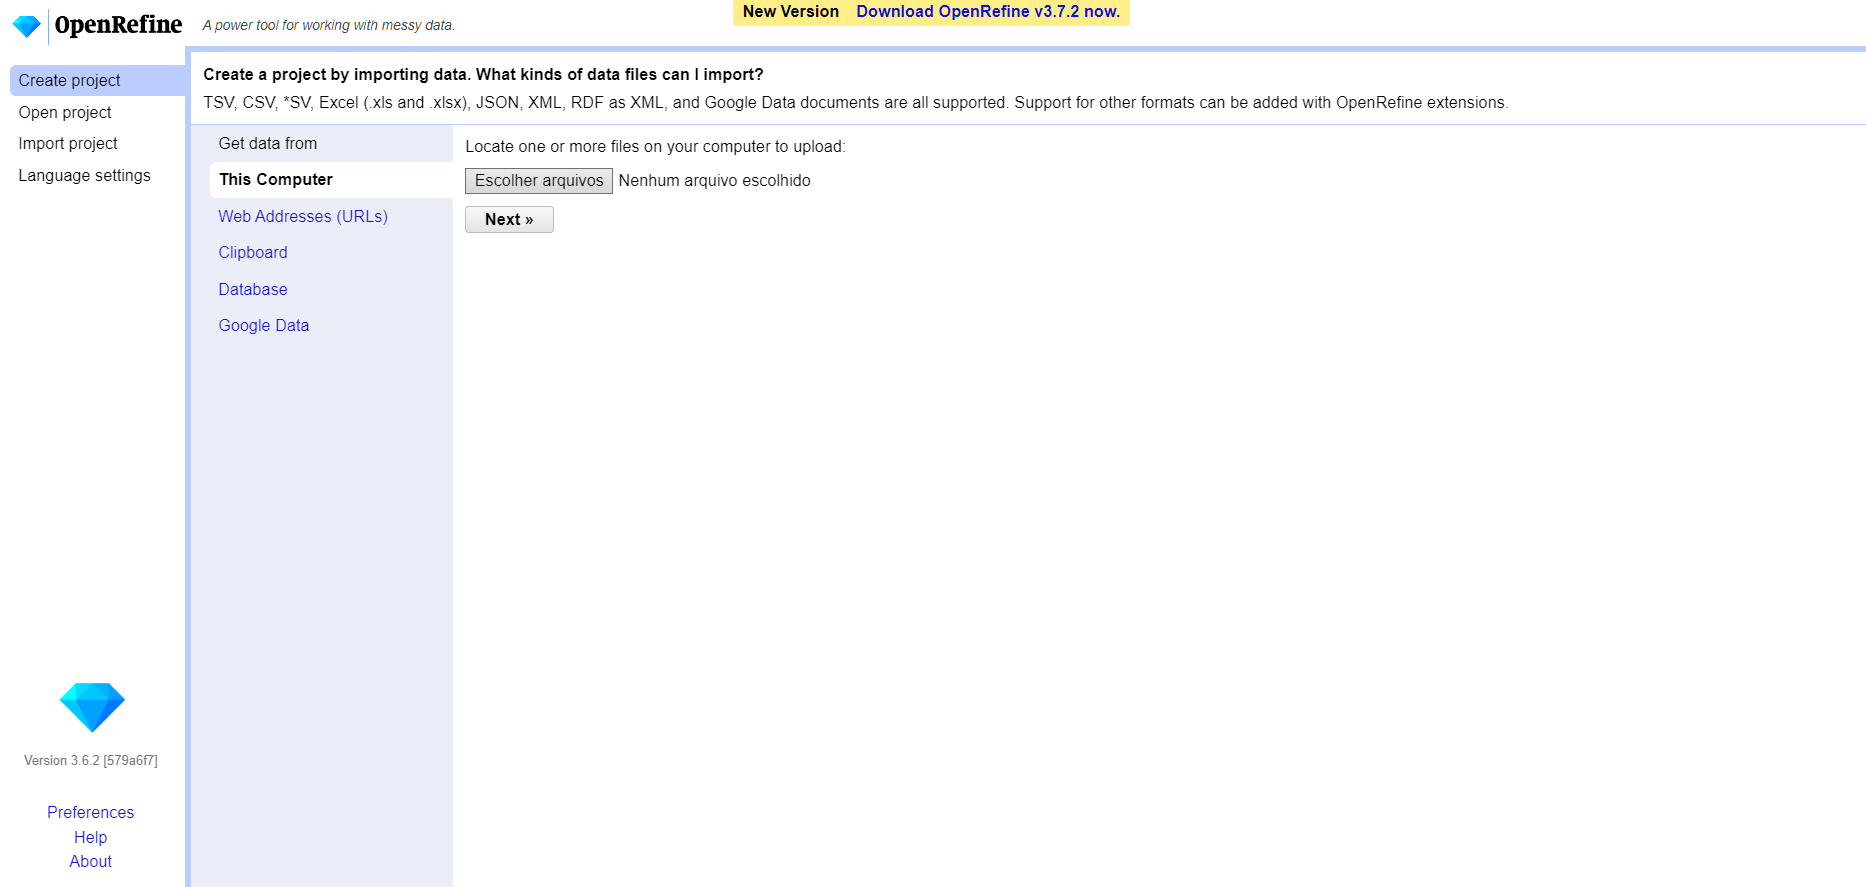 OpenRefine
A power tool for working with messy data.
New Version Download OpenRefine v3.7.2 now.
Create project
Open project
Import project
Language settings
Create a project by importing data. What kinds of data files can I import?
TSV, CSV, *SV, Excel (.xls and .xlsx), JSON, XML, RDF as XML, and Google Data documents are all supported. Support for other formats can be added with OpenRefine extensions.
Get data from
This Computer
Web Addresses (URLs)
Clipboard
Database
Google Data
Locate one or more files on your computer to upload:
Escolher arquivos Nenhum arquivo escolhido
Next »
Version 3.6.2 [579a6f7]
Preferences
Help
About